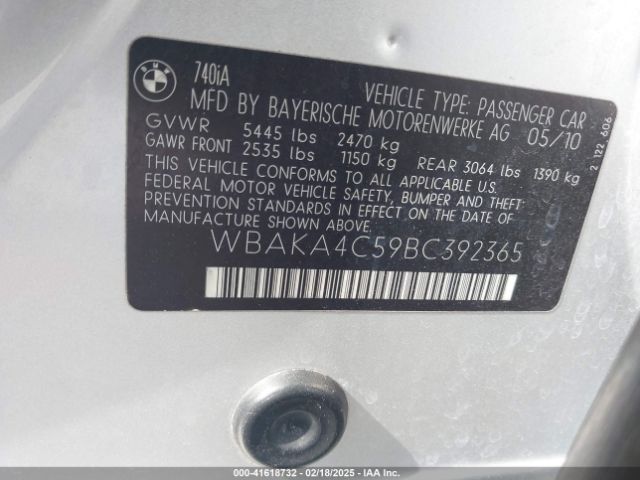 BMW
740iA
VEHICLE TYPE: PASSENGER CAR
MFD BY BAYERISCHE MOTORENWERKE AG 05/10
GVWR 5445 lbs 2470 kg
GAWR FRONT 2535 lbs 1150 kg REAR 3064 lbs 1390 kg
THIS VEHICLE CONFORMS TO ALL APPLICABLE U.S.
FEDERAL MOTOR VEHICLE SAFETY, BUMPER AND THEFT
PREVENTION STANDARDS IN EFFECT ON THE DATE OF
MANUFACTURE SHOWN ABOVE.
WBAKA4C59BC392365
2 122 606
000-41618732 - 02/18/2025 - IAA Inc.